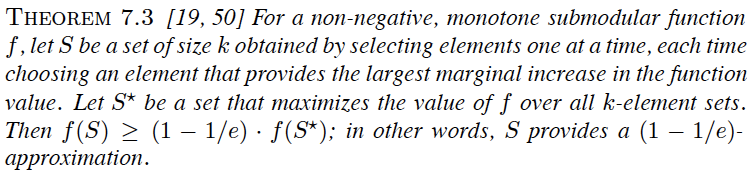 THEOREM 7.3 [19, 50] For a non-negative, monotone submodular function
f, let S be a set of size k obtained by selecting elements one at a time, each time
choosing an element that provides the largest marginal increase in the function
value. Let S⋆ be a set that maximizes the value of f over all k-element sets.
Then f(S) ≥ (1 − 1/e) · f(S⋆); in other words, S provides a (1 − 1/e)-
approximation.